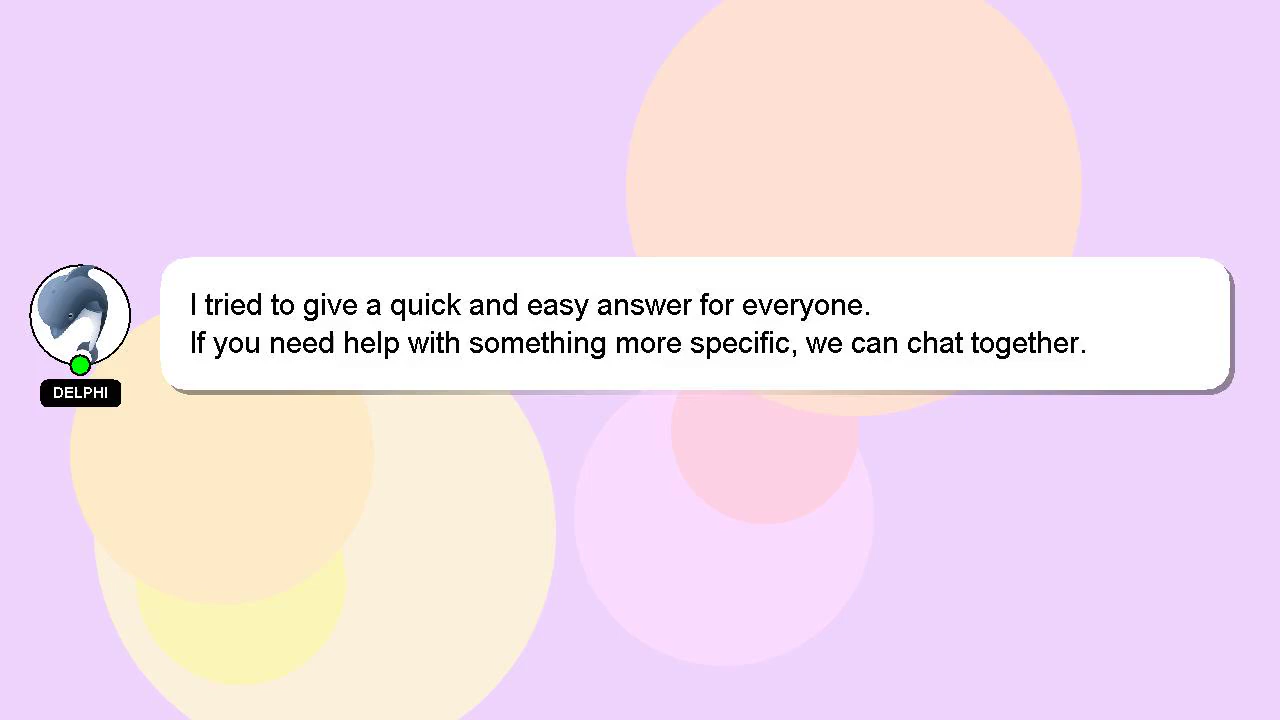 I tried to give a quick and easy answer for everyone.
If you need help with something more specific, we can chat together.
DELPHI